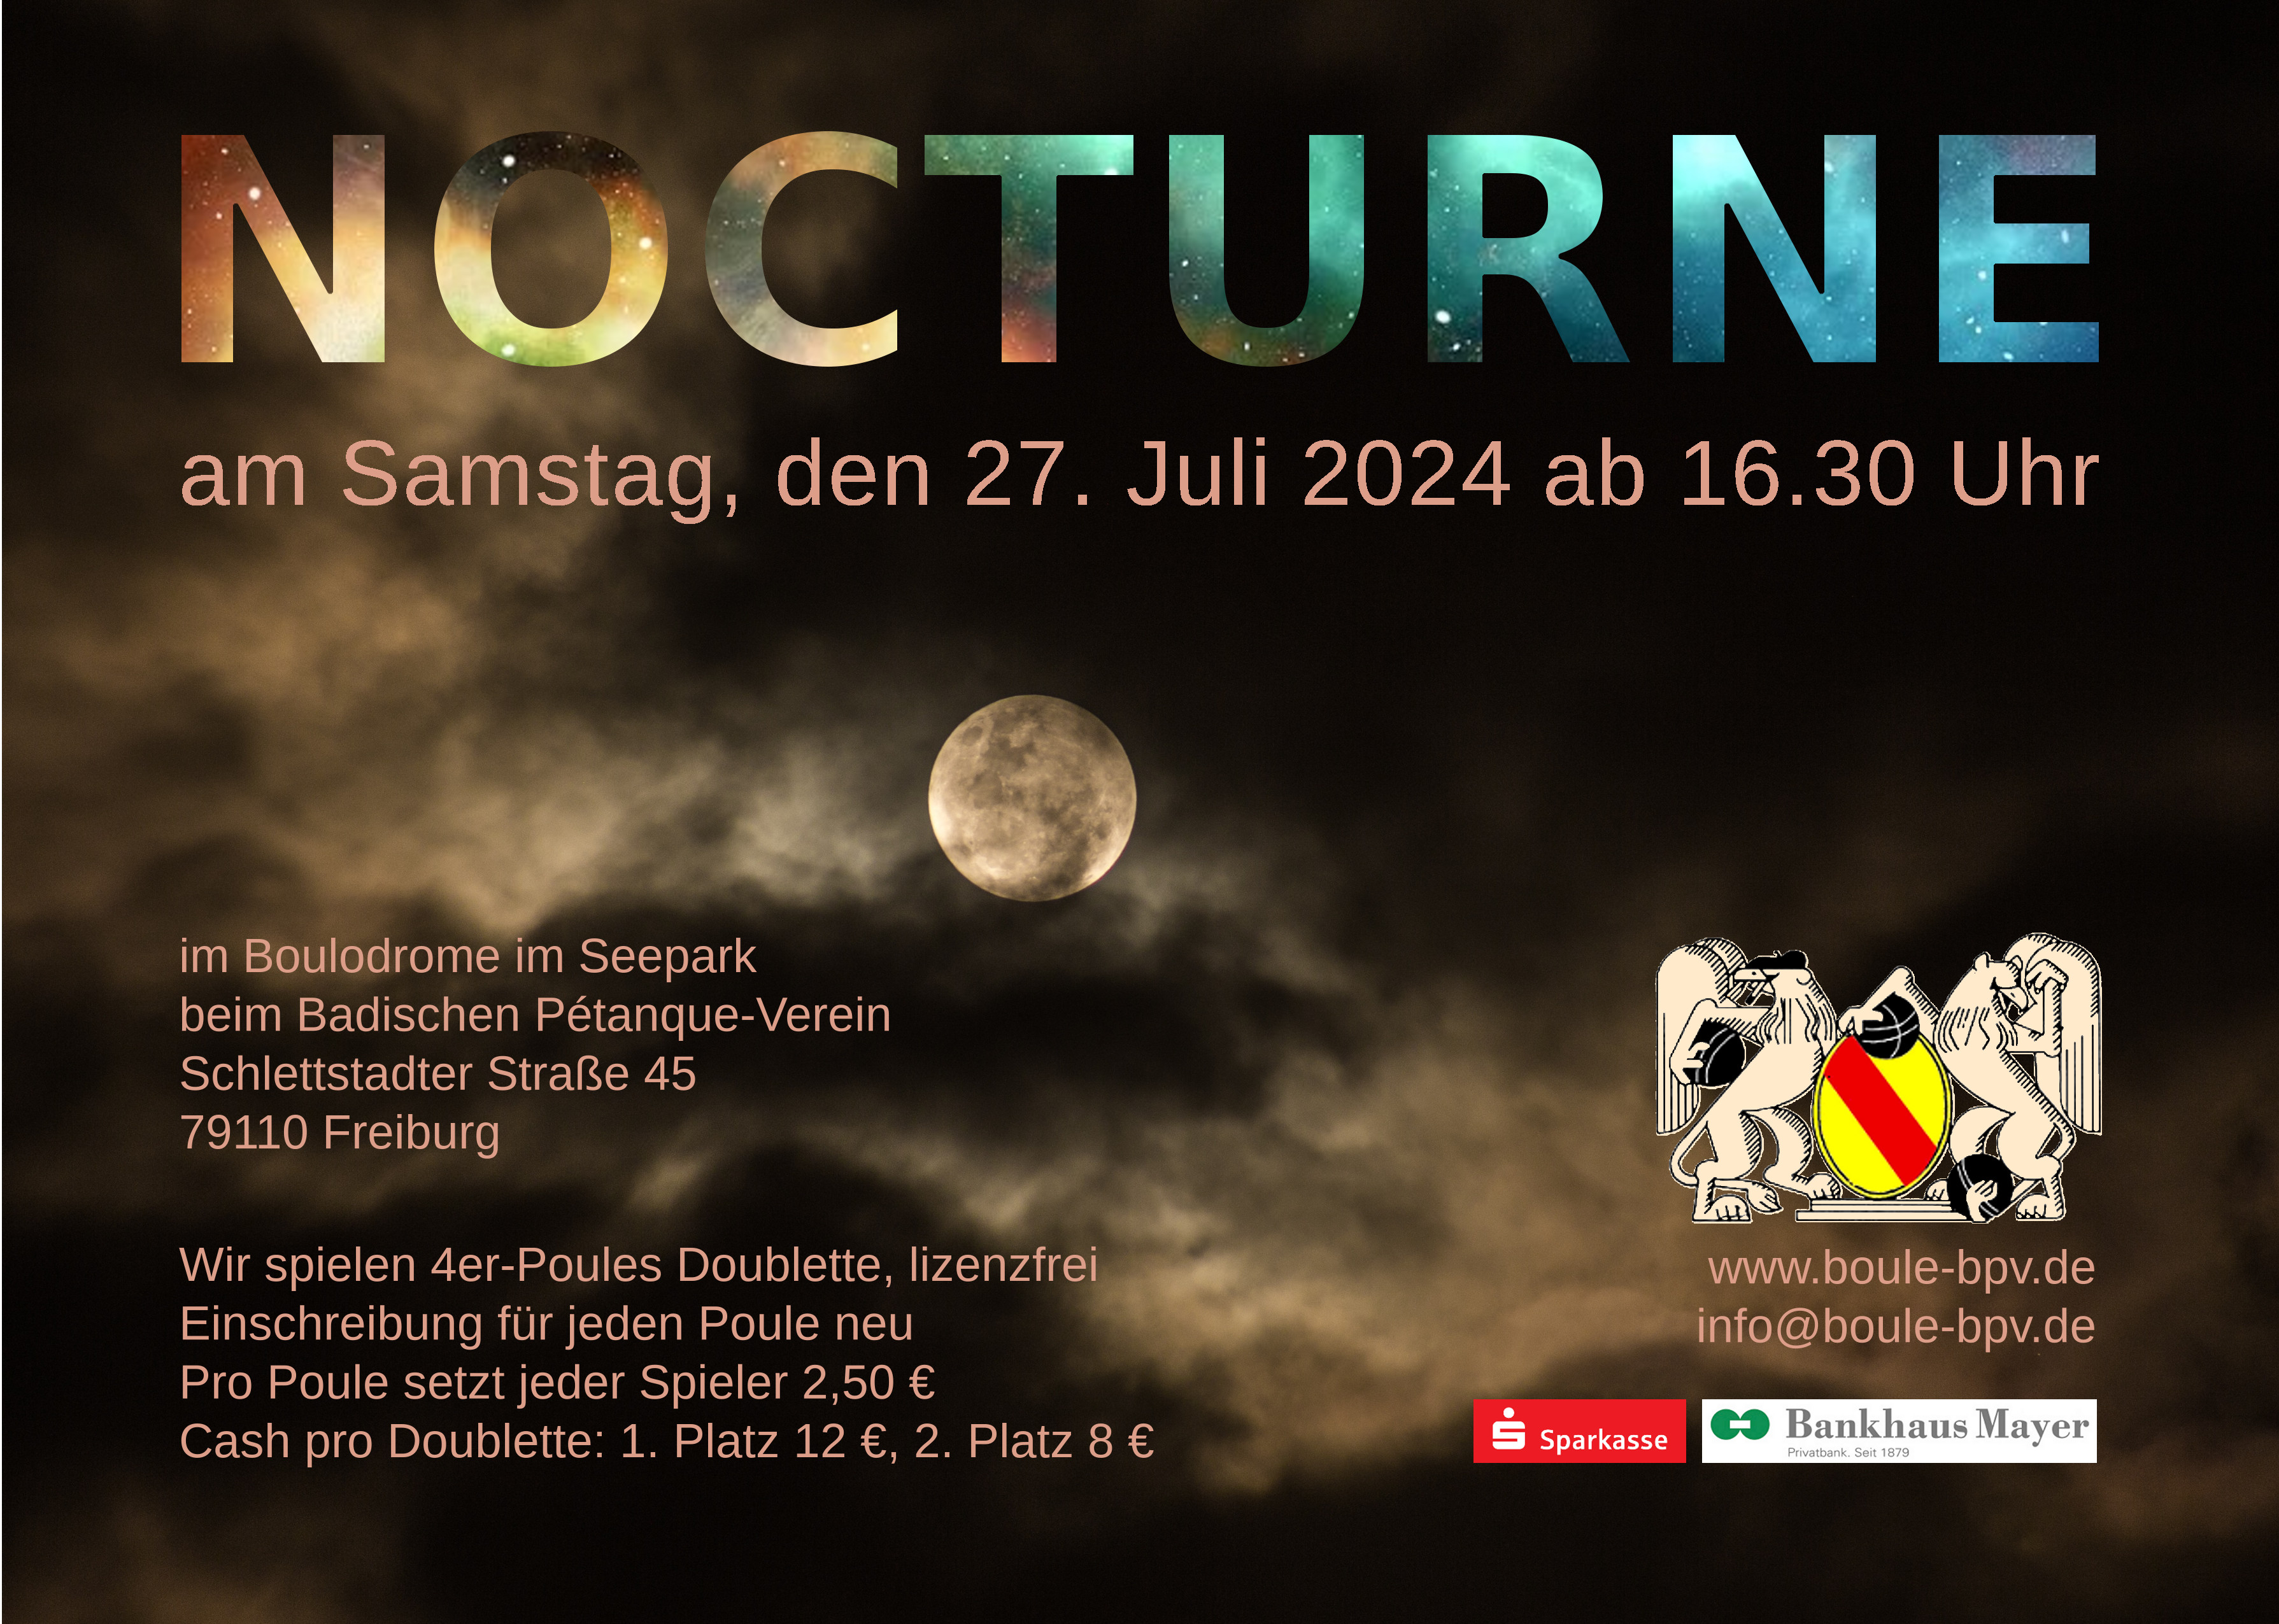 NOCTURNE
am Samstag, den 27. Juli 2024 ab 16.30 Uhr
im Boulodrome im Seepark
beim Badischen Pétanque-Verein
Schlettstadter Straße 45
79110 Freiburg
Wir spielen 4er-Poules Doublette, lizenzfrei
Einschreibung für jeden Poule neu
Pro Poule setzt jeder Spieler 2,50 €
Cash pro Doublette: 1. Platz 12 €, 2. Platz 8 €
www.boule-bpv.de
info@boule-bpv.de
Sparkasse
Bankhaus Mayer
Privatbank. Seit 1879